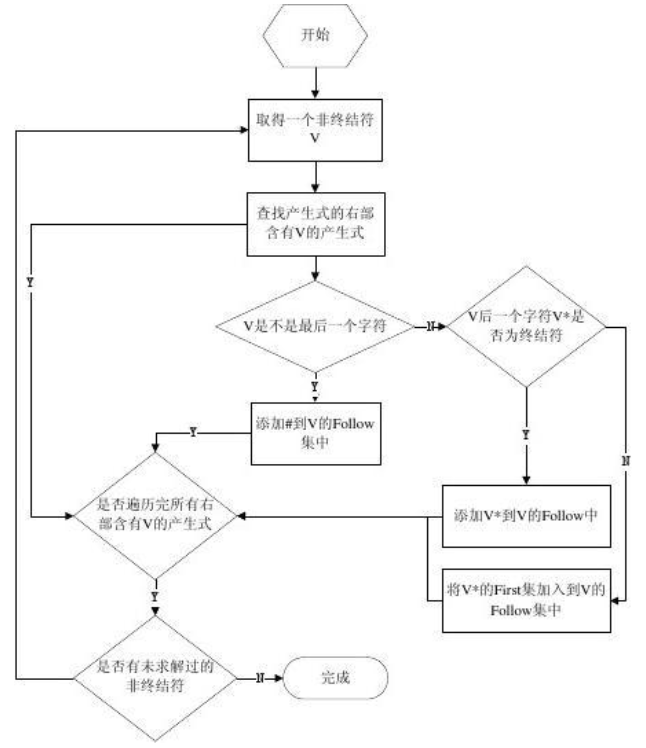 开始
取得一个非终结符
V
查找产生式的右部
含有V的产生式
Y
V是不是最后一个字符
N
V后一个字符V*是
否为终结符
Y
添加#到V的Follow
集中
Y
Y
N
是否遍历完所有右
部含有V的产生式
添加V*到V的Follow中
将V*的First集加入到V的
Follow集中
Y
是否有未求解过的
非终结符
N
完成